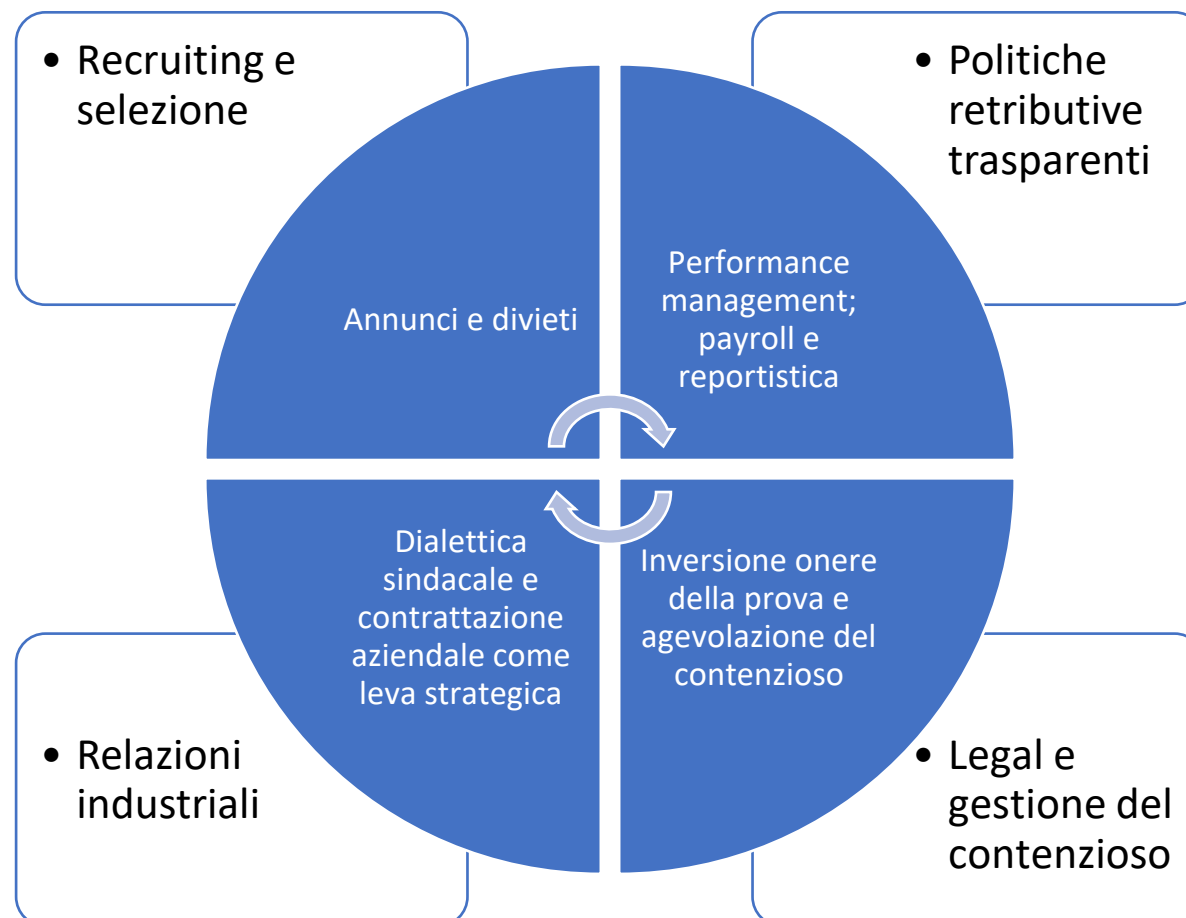 • Recruiting e
selezione
• Politiche
retributive
trasparenti
Annunci e divieti
Performance
management;
payroll e
reportistica
Dialettica
sindacale e
contrattazione
aziendale come
leva strategica
Inversione onere
della prova e
agevolazione del
contenzioso
• Relazioni
industriali
• Legal e
gestione del
contenzioso